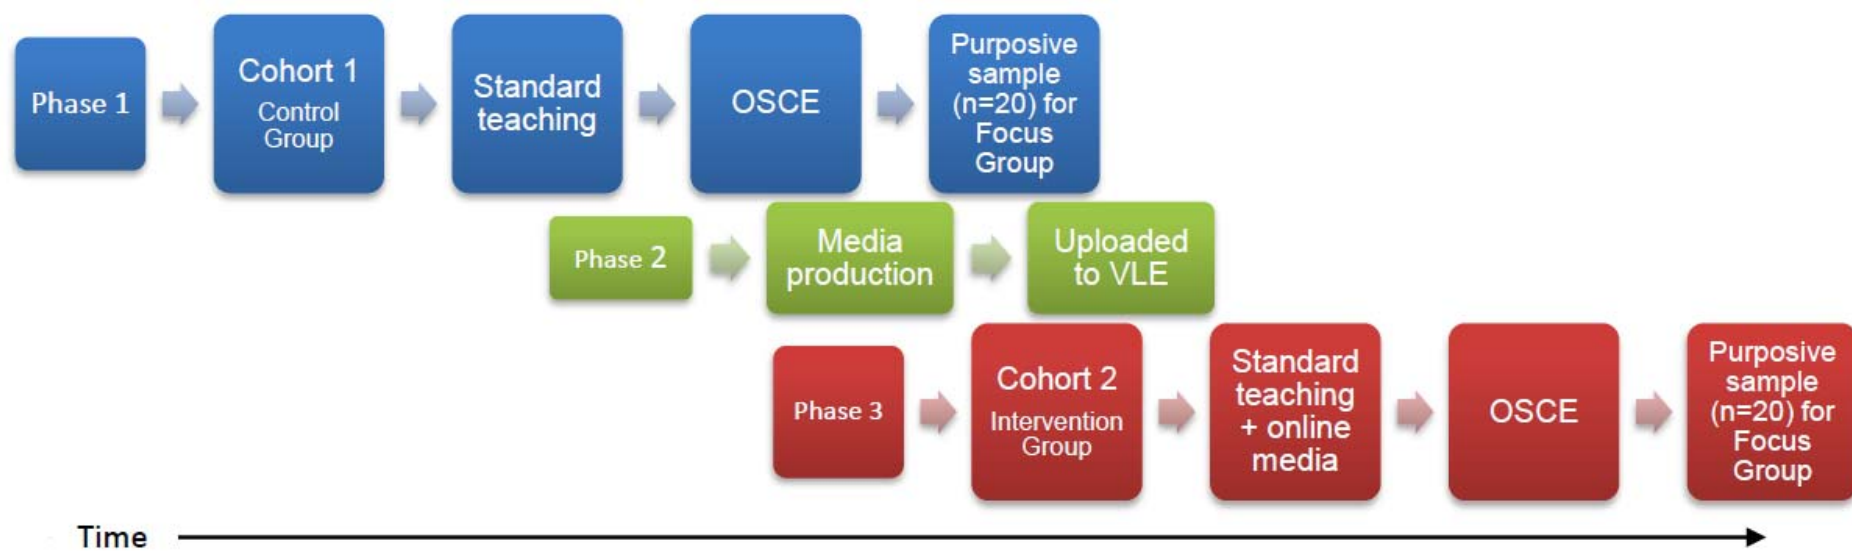 Phase 1
Cohort 1
Control
Group
Standard
teaching
OSCE
Purposive
sample
(n=20) for
Focus
Group
Phase 2
Media
production
Uploaded
to VLE
Phase 3
Cohort 2
Intervention
Group
Standard
teaching
+ online
media
OSCE
Purposive
sample
(n=20) for
Focus
Group
Time